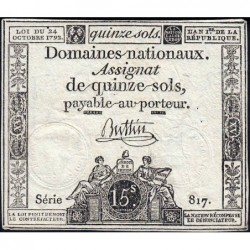 LOI DU 24 OCTOBRE 1792.
quinze-sols.
L'AN 1er. DE LA RÉPUBLIQUE.
Domaines nationaux.
Assignat
de quinze-sols,
payable-au-porteur.
Buttin
Série
817.
15 s
LA LOI PUNIT DE MORT LE CONTREFACTEUR
LA NATION RÉCOMPENSE LE DÉNONCIATEUR